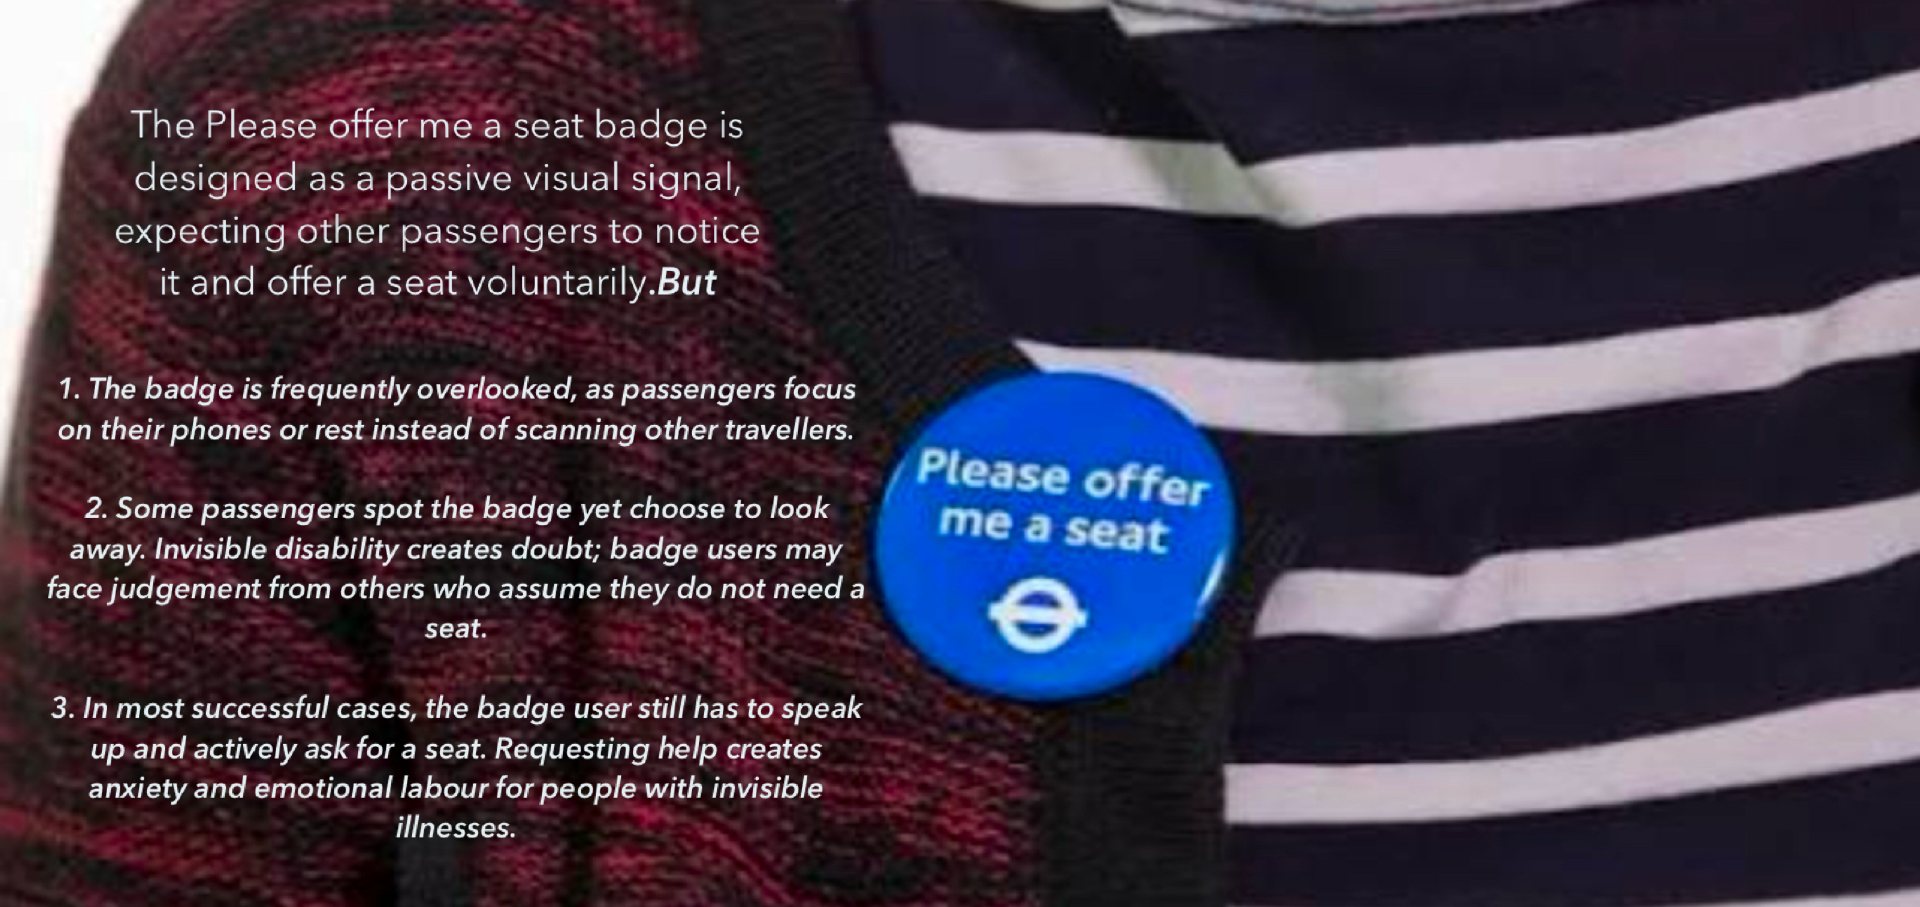 The Please offer me a seat badge is
designed as a passive visual signal,
expecting other passengers to notice
it and offer a seat voluntarily.But
1. The badge is frequently overlooked, as passengers focus
on their phones or rest instead of scanning other travellers.
2. Some passengers spot the badge yet choose to look
away. Invisible disability creates doubt; badge users may
face judgement from others who assume they do not need a
seat.
3. In most successful cases, the badge user still has to speak
up and actively ask for a seat. Requesting help creates
anxiety and emotional labour for people with invisible
illnesses.
Please offer
me a seat